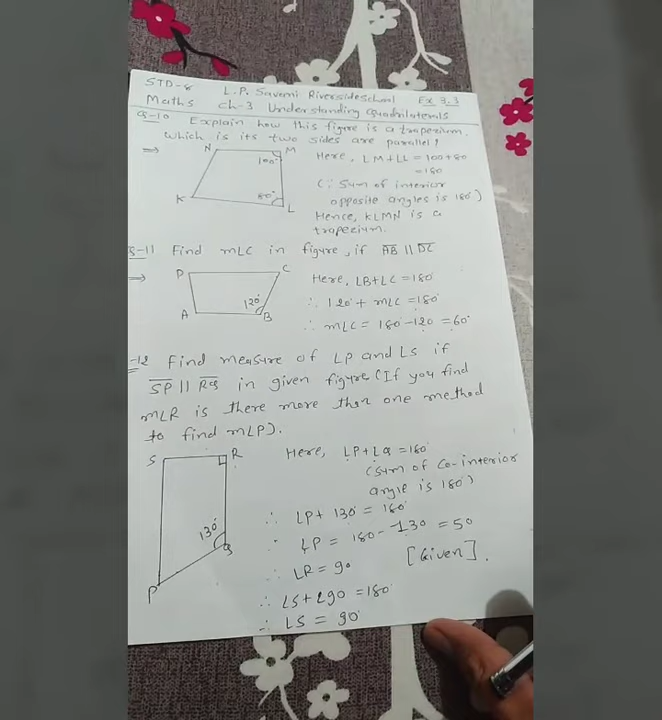 STD-8 L.P. Savani Riverside School Ex 3.3
Maths Ch-3 Understanding Quadrilaterals
Q-10 Explain how this figure is a trapezium.
Which is its two sides are parallel?
⇒ N M Here, ∠M+∠L = 100+80
100° = 180
(∵ Sum of interior
80° opposite angles is 180°)
K L Hence, KLMN is a
trapezium.
Q-11 Find m∠C in figure, if AB || DC
⇒ D C Here, ∠B+∠C = 180°
120° ∴ 120° + m∠C = 180°
A B ∴ m∠C = 180-120 = 60°
-12 Find measure of ∠P and ∠S if
SP || RQ in given figure. (If you find
m∠R is there more than one method
to find m∠P).
S R Here, ∠P+∠Q = 180°
(Sum of Co-interior
angle is 180°)
∴ ∠P + 130° = 180°
130° ∴ ∠P = 180 - 130 = 50
Q ∴ ∠R = 90 [Given].
P ∴ ∠S + ∠90 = 180°
∴ ∠S = 90°